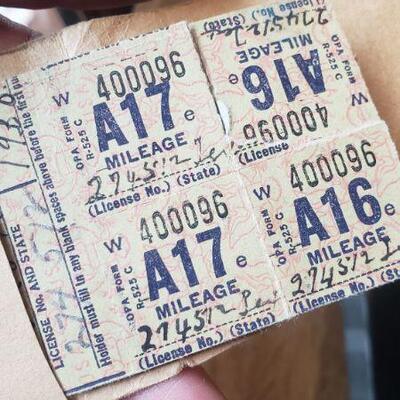 LICENSE NO. AND STATE
Holder must fill in any blank spaces above before the first
W 400096
OPA FORM R-525 C
A17 e
MILEAGE
274512
(License No.) (State)
W 400096
OPA FORM R-525 C
A16 e
MILEAGE
274512
(License No.) (State)
W 400096
OPA FORM R-525 C
A17 e
MILEAGE
274512
(License No.) (State)
W 400096
OPA FORM R-525 C
A16 e
MILEAGE
274512
(License No.) (State)